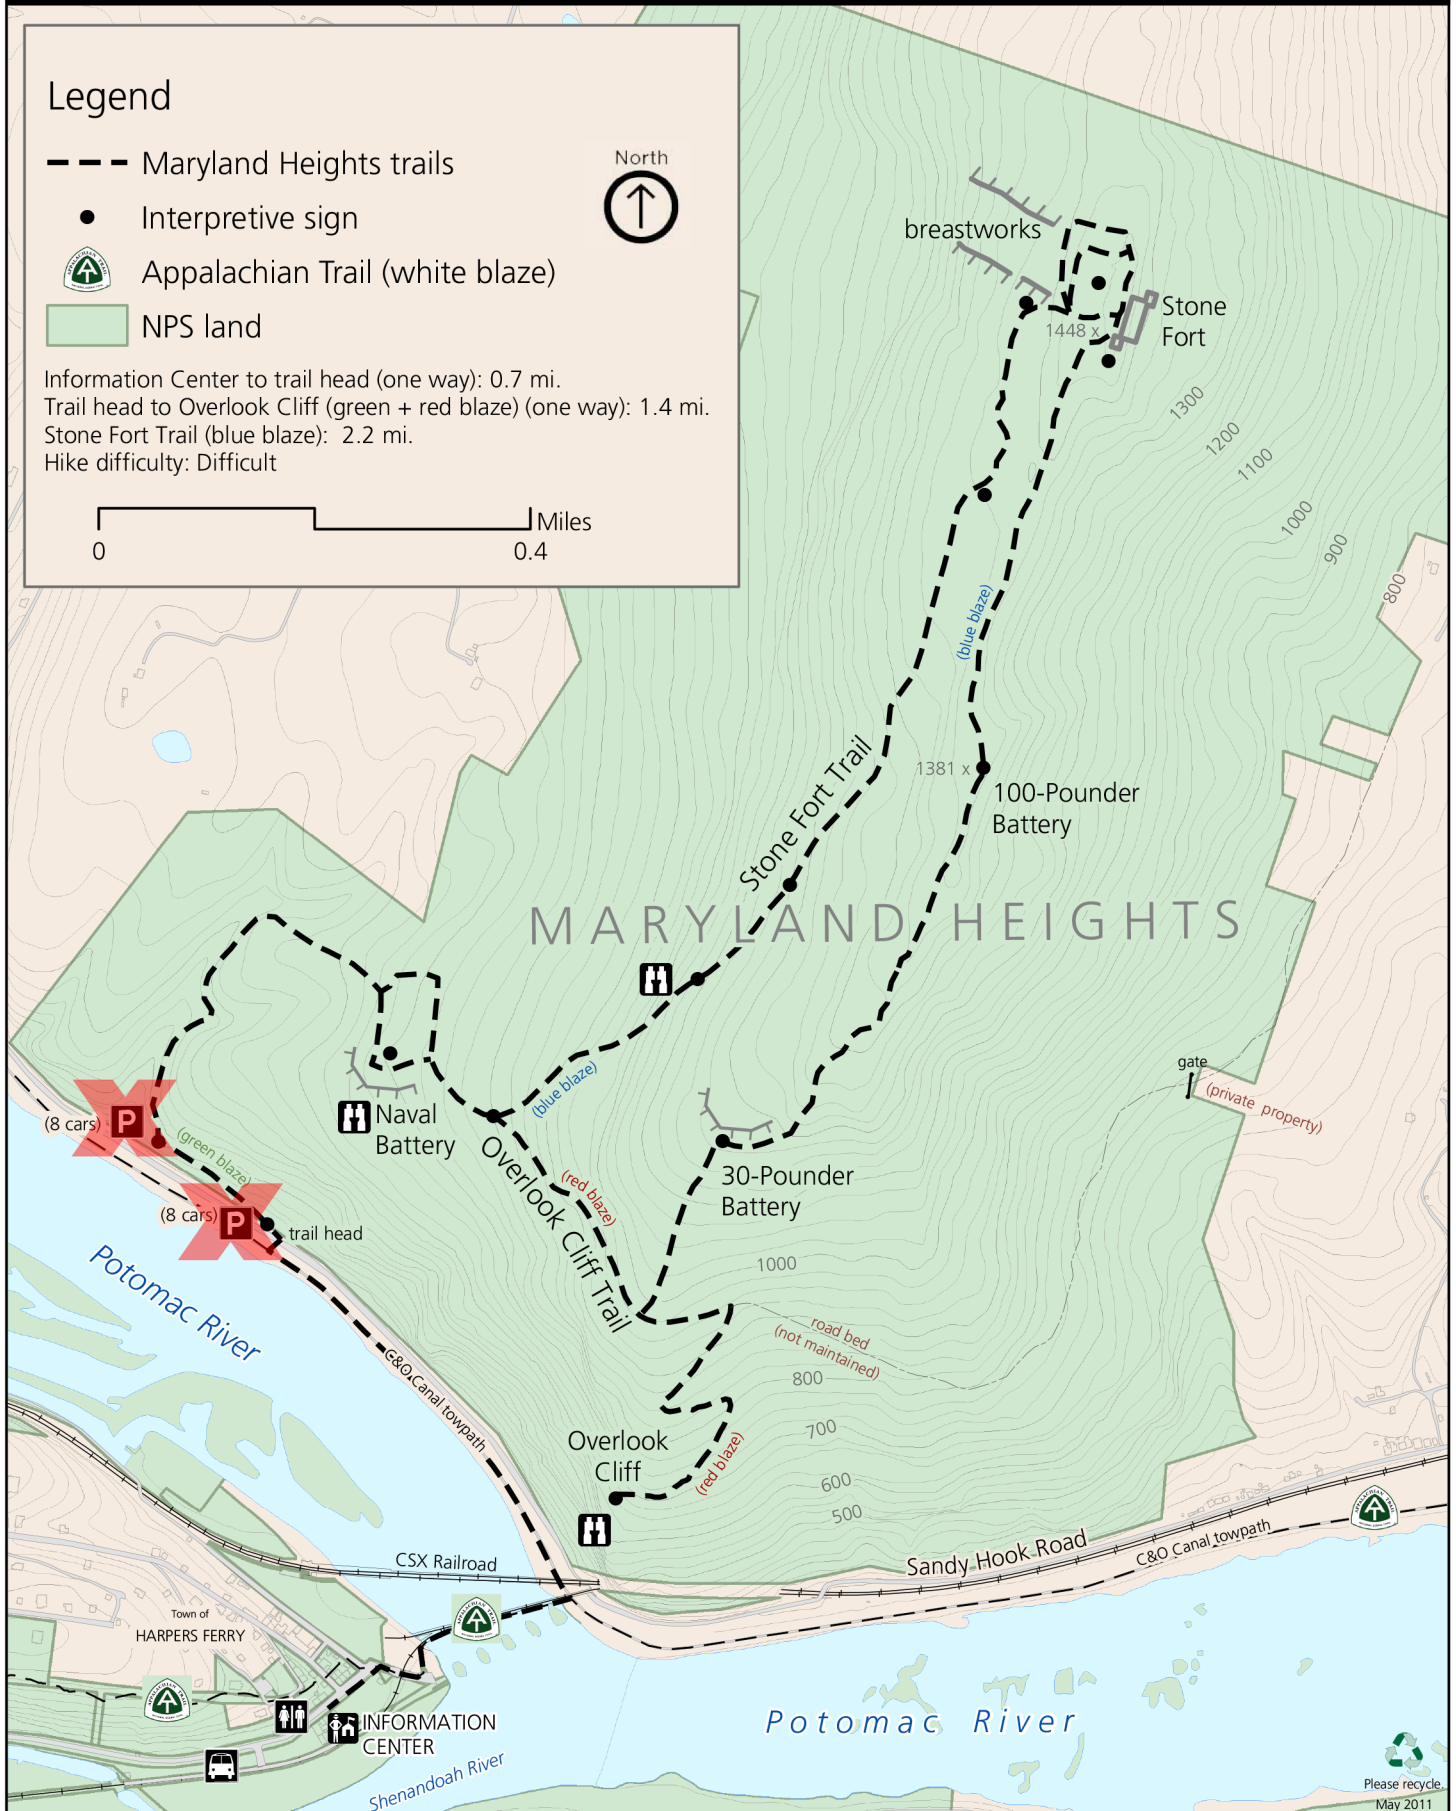 Legend
Maryland Heights trails
Interpretive sign
Appalachian Trail (white blaze)
NPS land
North
Information Center to trail head (one way): 0.7 mi.
Trail head to Overlook Cliff (green + red blaze) (one way): 1.4 mi.
Stone Fort Trail (blue blaze): 2.2 mi.
Hike difficulty: Difficult
Miles
0
0.4
breastworks
Stone
Fort
1448 x
1300
1200
1100
1000
900
800
(blue blaze)
Stone Fort Trail
1381 x
100-Pounder
Battery
MARYLAND HEIGHTS
gate
(private property)
(blue blaze)
Naval
Battery
(8 cars)
P
(green blaze)
(8 cars)
P
trail head
Overlook Cliff Trail
(red blaze)
30-Pounder
Battery
1000
road bed
(not maintained)
800
700
600
500
Potomac River
C&O Canal towpath
Overlook
Cliff
(red blaze)
CSX Railroad
Sandy Hook Road
C&O Canal towpath
Town of
HARPERS FERRY
INFORMATION
CENTER
Shenandoah River
Potomac River
Please recycle
May 2011